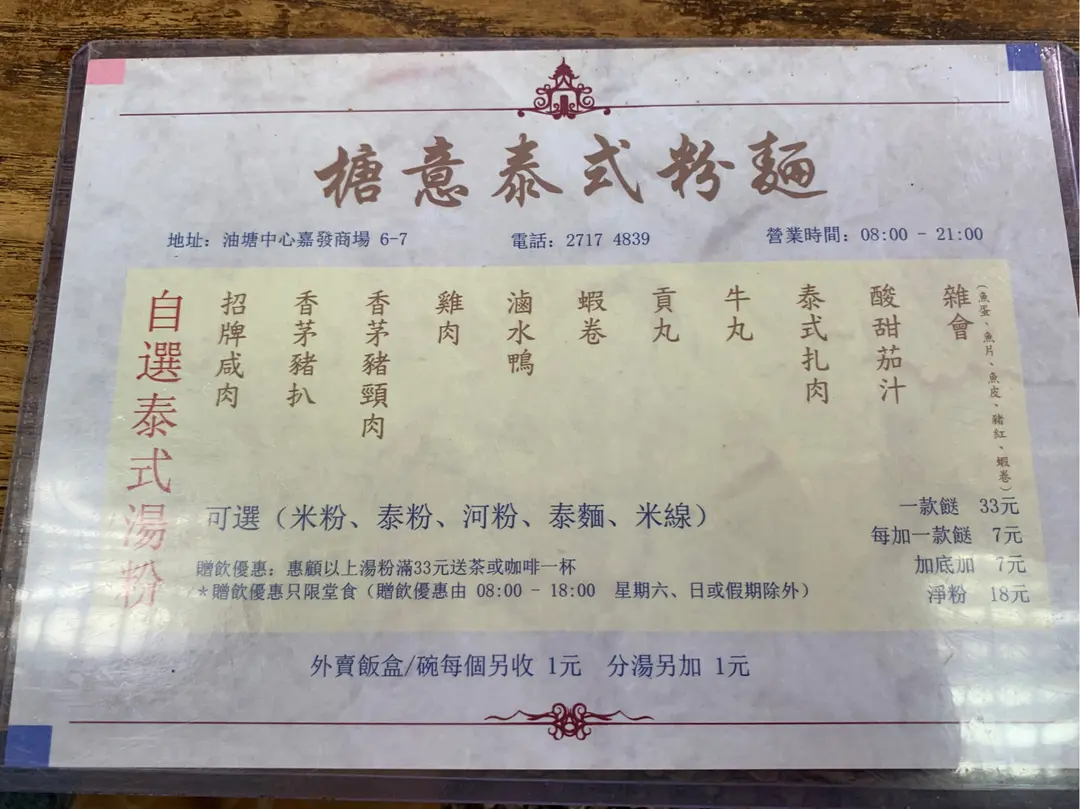 榶意泰式粉麵
地址：油塘中心嘉發商場 6-7
電話：2717 4839
營業時間：08:00 - 21:00
自選泰式湯粉
招牌咸肉
香茅豬扒
香茅豬頸肉
雞肉
滷水鴨
蝦卷
貢丸
牛丸
泰式扎肉
酸甜茄汁
雜會
（魚蛋、魚片、魚皮、豬紅、蝦卷）
可選（米粉、泰粉、河粉、泰麵、米線）
一款餸 33元
每加一款餸 7元
加底加 7元
淨粉 18元
贈飲優惠：惠顧以上湯粉滿33元送茶或咖啡一杯
*贈飲優惠只限堂食（贈飲優惠由 08:00 - 18:00 星期六、日或假期除外）
外賣飯盒/碗每個另收 1元 分湯另加 1元